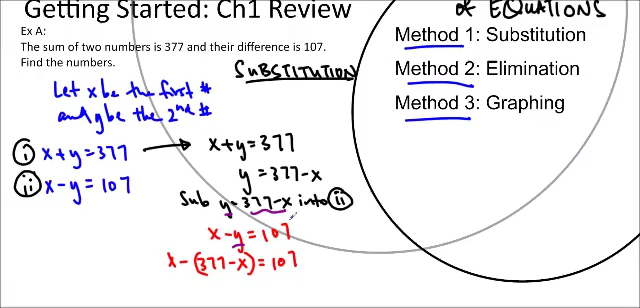 Getting Started: Ch1 Review
of EQUATIONS
Ex A:
The sum of two numbers is 377 and their difference is 107.
Find the numbers.
Method 1: Substitution
Method 2: Elimination
Method 3: Graphing
SUBSTITUTION
Let x be the first #
and y be the 2nd #
(i) x+y=377
(ii) x-y=107
x+y=377
y=377-x
Sub y=377-x into (ii)
x-y=107
x-(377-x)=107